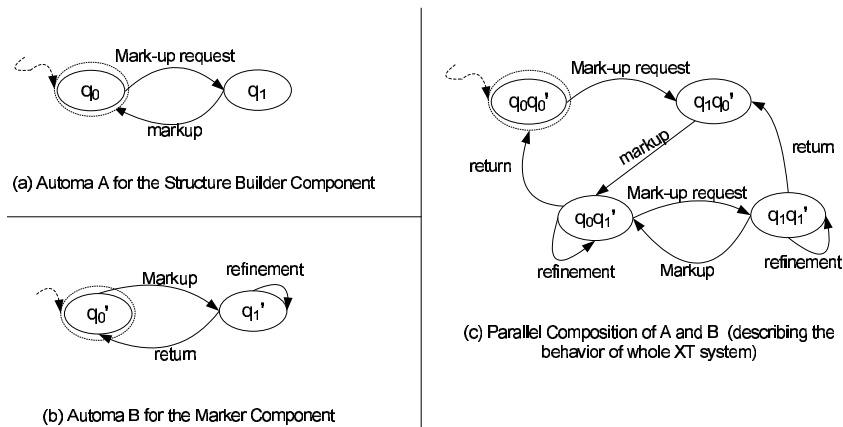 Mark-up request
q0
q1
markup
(a) Automa A for the Structure Builder Component
Markup
refinement
q0'
q1'
return
(b) Automa B for the Marker Component
Mark-up request
q0q0'
q1q0'
markup
return
return
Mark-up request
q0q1'
q1q1'
refinement
Markup
refinement
(c) Parallel Composition of A and B (describing the
behavior of whole XT system)